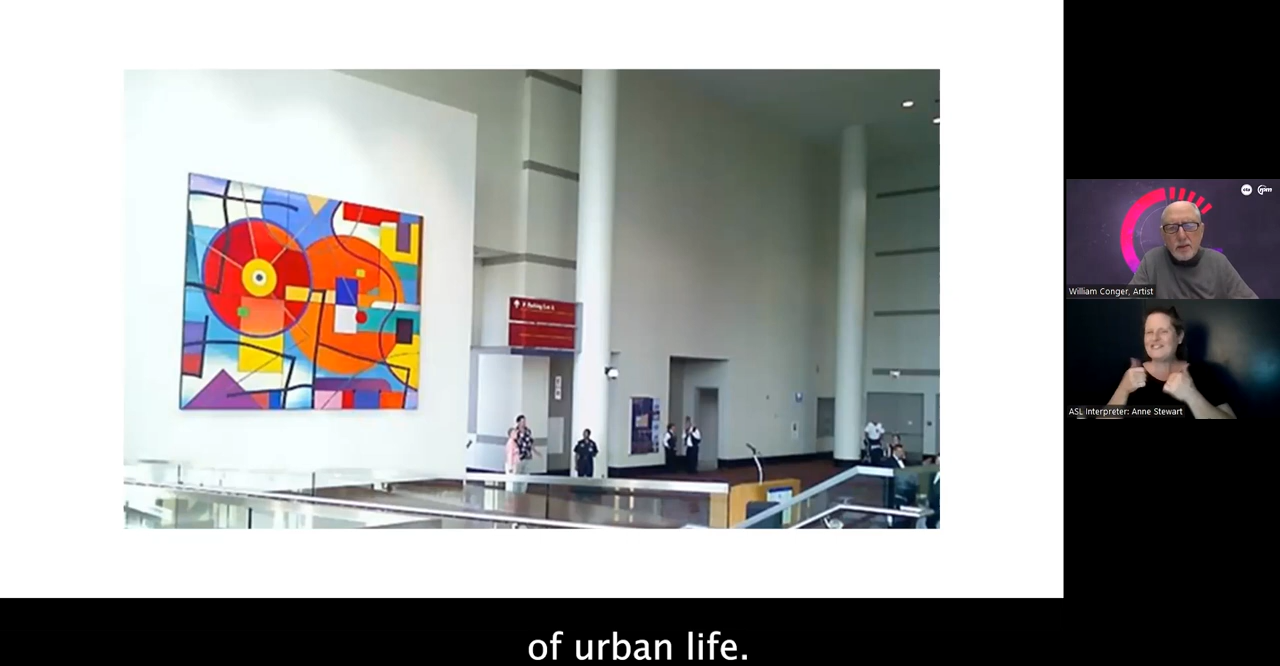 William Conger, Artist
ASL Interpreter: Anne Stewart
of urban life.